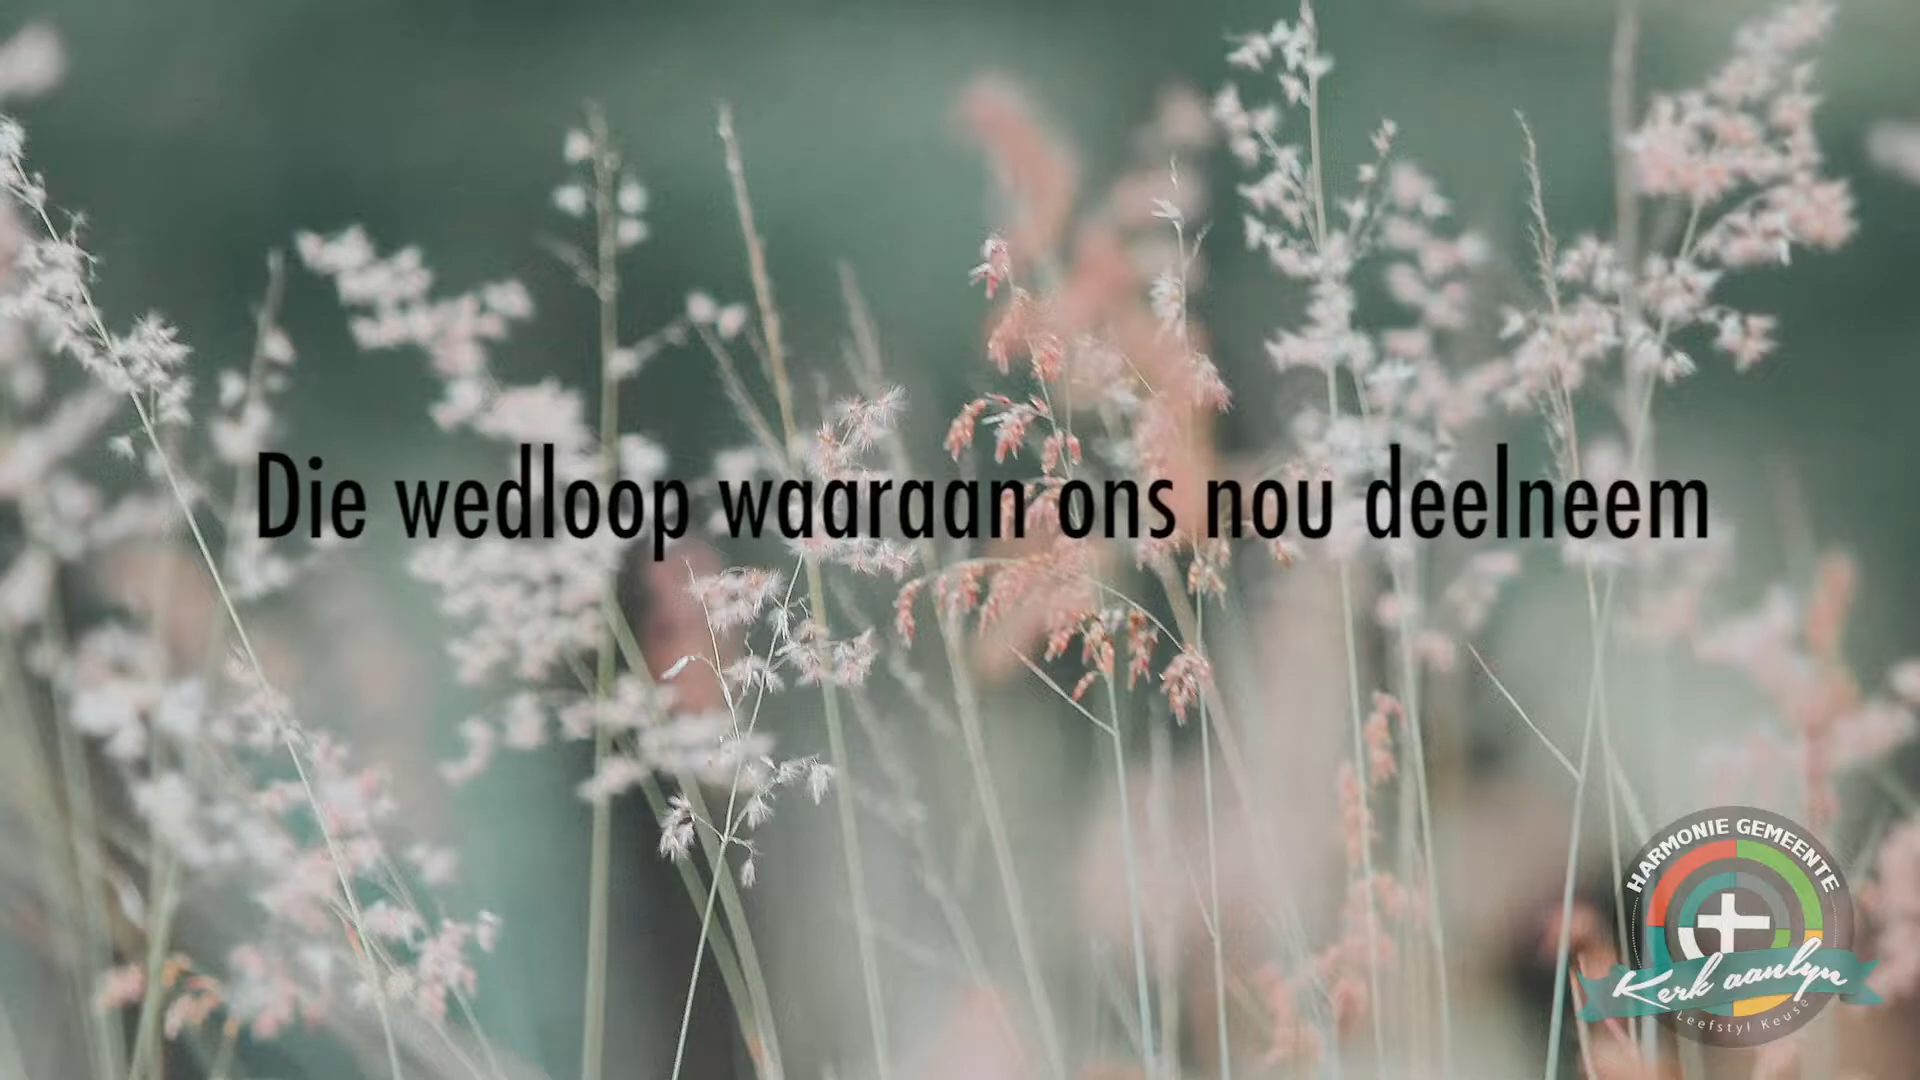 Die wedloop waaraan ons nou deelneem
HARMONIE GEMEENTE
Kerk aanlyn
Leefstyl Keuse